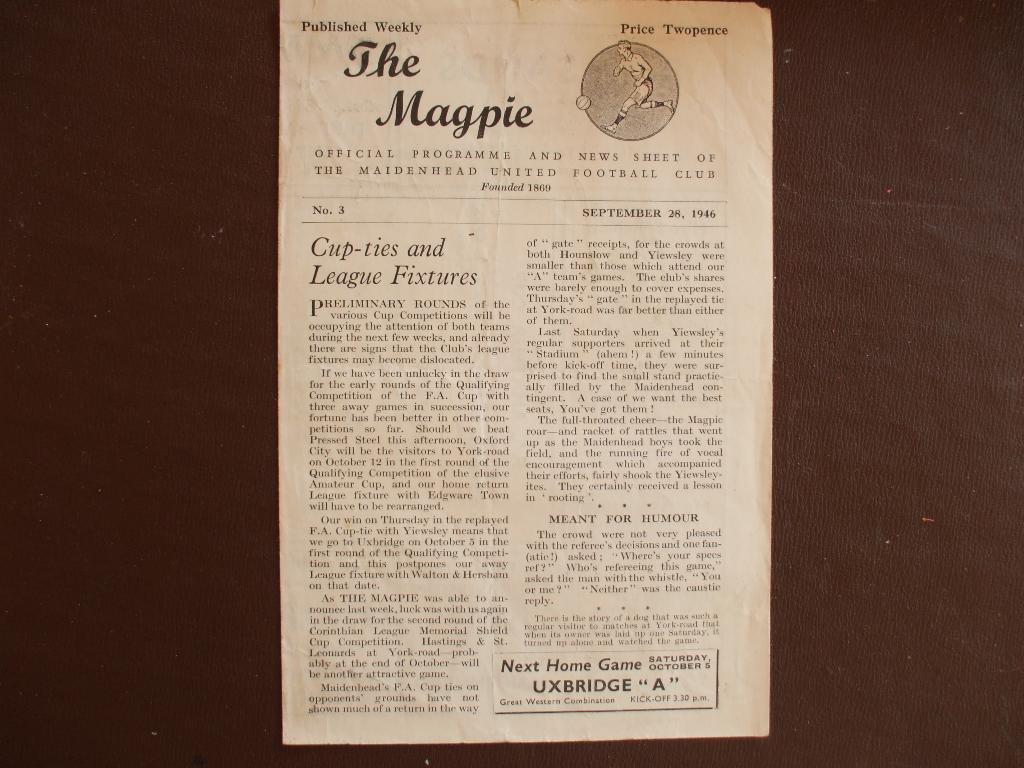 Published Weekly
Price Twopence
The
Magpie
OFFICIAL PROGRAMME AND NEWS SHEET OF
THE MAIDENHEAD UNITED FOOTBALL CLUB
Founded 1869
No. 3
SEPTEMBER 28, 1946
Cup-ties and
League Fixtures
PRELIMINARY ROUNDS of the
various Cup Competitions will be
occupying the attention of both teams
during the next few weeks, and already
there are signs that the Club's league
fixtures may become dislocated.
If we have been unlucky in the draw
for the early rounds of the Qualifying
Competition of the F.A. Cup with
three away games in succession, our
fortune has been better in other com-
petitions so far. Should we beat
Pressed Steel this afternoon, Oxford
City will be the visitors to York-road
on October 12 in the first round of the
Qualifying Competition of the elusive
Amateur Cup, and our home return
League fixture with Edgware Town
will have to be rearranged.
Our win on Thursday in the replayed
F.A. Cup-tie with Yiewsley means that
we go to Uxbridge on October 5 in the
first round of the Qualifying Competi-
tion and this postpones our away
League fixture with Walton & Hersham
on that date.
As THE MAGPIE was able to an-
nounce last week, luck was with us again
in the draw for the second round of the
Corinthian League Memorial Shield
Cup Competition. Hastings & St.
Leonards at York-road—prob-
ably at the end of October—will
be another attractive game.
Maidenhead's F.A. Cup ties on
opponents' grounds have not
shown much of a return in the way
of "gate" receipts, for the crowds at
both Hounslow and Yiewsley were
smaller than those which attend our
"A" team's games. The club's shares
were barely enough to cover expenses.
Thursday's "gate" in the replayed tie
at York-road was far better than either
of them.
Last Saturday when Yiewsley's
regular supporters arrived at their
"Stadium" (ahem!) a few minutes
before kick-off time, they were sur-
prised to find the small stand practic-
ally filled by the Maidenhead con-
tingent. A case of we want the best
seats, You've got them!
The full-throated cheer—the Magpie
roar—and racket of rattles that went
up as the Maidenhead boys took the
field, and the running fire of vocal
encouragement which accompanied
their efforts, fairly shook the Yiewsley-
ites. They certainly received a lesson
in 'rooting'.
* * *
MEANT FOR HUMOUR
The crowd were not very pleased
with the referee's decisions and one fan-
(atic!) asked; "Where's your specs
ref?" Who's refereeing this game,"
asked the man with the whistle, "You
or me?" "Neither" was the caustic
reply.
* * *
There is the story of a dog that was such a
regular visitor to matches at York-road that
when its owner was laid up one Saturday, it
turned up alone and watched the game.
Next Home Game SATURDAY, OCTOBER 5
UXBRIDGE "A"
Great Western Combination KICK-OFF 3.30 p.m.